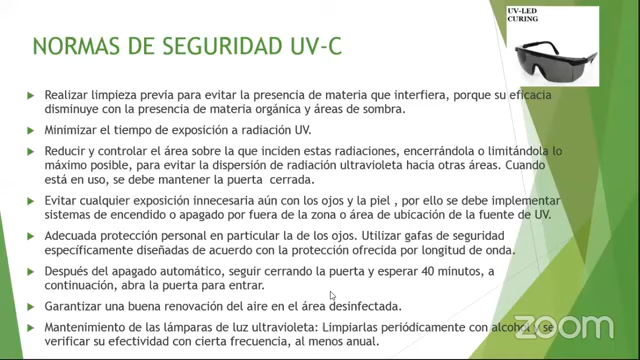 UV-LED
CURING
NORMAS DE SEGURIDAD UV-C
Realizar limpieza previa para evitar la presencia de materia que interfiera, porque su eficacia
disminuye con la presencia de materia orgánica y áreas de sombra.
Minimizar el tiempo de exposición a radiación UV.
Reducir y controlar el área sobre la que inciden estas radiaciones, encerrándola o limitándola lo
máximo posible, para evitar la dispersión de radiación ultravioleta hacia otras áreas. Cuando
está en uso, se debe mantener la puerta cerrada.
Evitar cualquier exposición innecesaria aún con los ojos y la piel , por ello se debe implementar
sistemas de encendido o apagado por fuera de la zona o área de ubicación de la fuente de UV.
Adecuada protección personal en particular la de los ojos. Utilizar gafas de seguridad
específicamente diseñadas de acuerdo con la protección ofrecida por longitud de onda.
Después del apagado automático, seguir cerrando la puerta y esperar 40 minutos, a
continuación, abra la puerta para entrar.
Garantizar una buena renovación del aire en el área desinfectada.
Mantenimiento de las lámparas de luz ultravioleta: Limpiarlas periódicamente con alcohol y se
verificar su efectividad con cierta frecuencia, al menos anual.
zoom